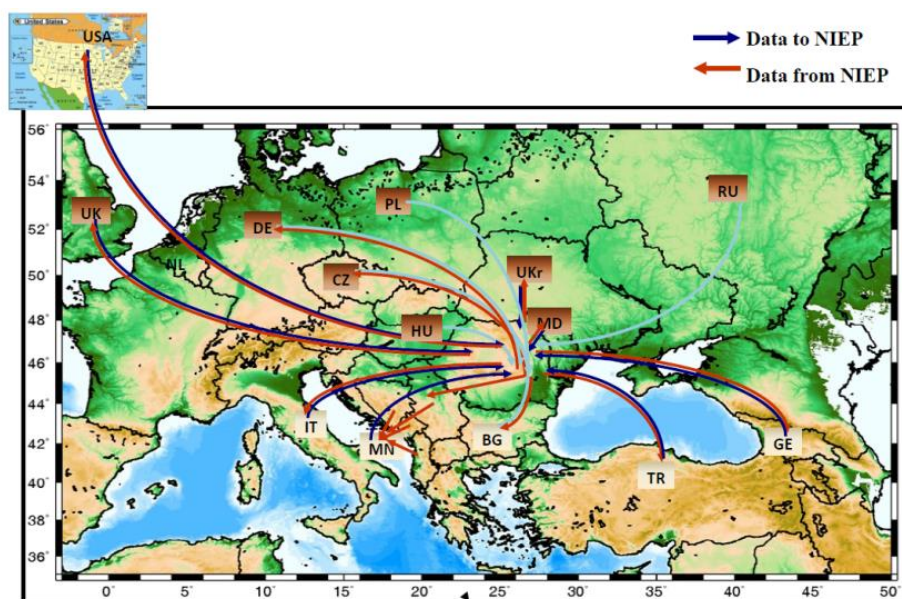 United States
USA
Data to NIEP
Data from NIEP
56°
54°
52°
50°
48°
46°
44°
42°
40°
38°
36°
UK
NL
DE
PL
RU
CZ
UKr
HU
MD
IT
MN
BG
TR
GE
0°
5°
10°
15°
20°
25°
30°
35°
40°
45°
50°